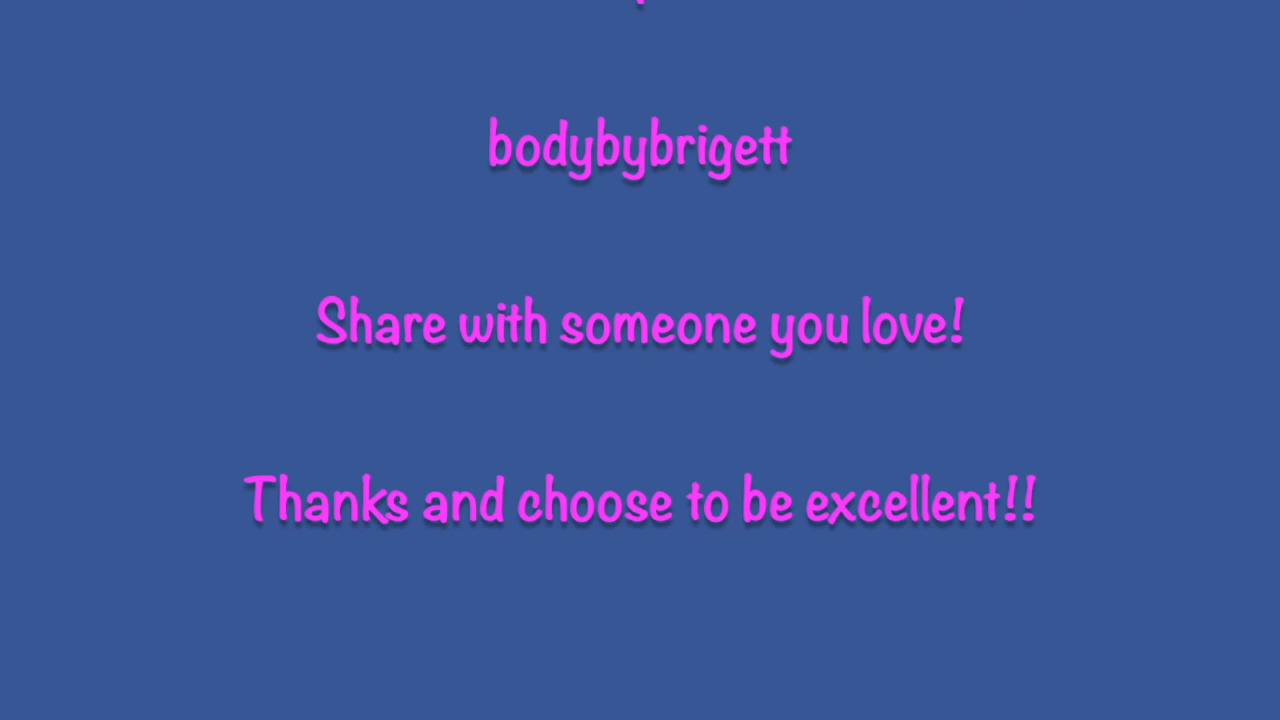 bodybybrigett
Share with someone you love!
Thanks and choose to be excellent!!